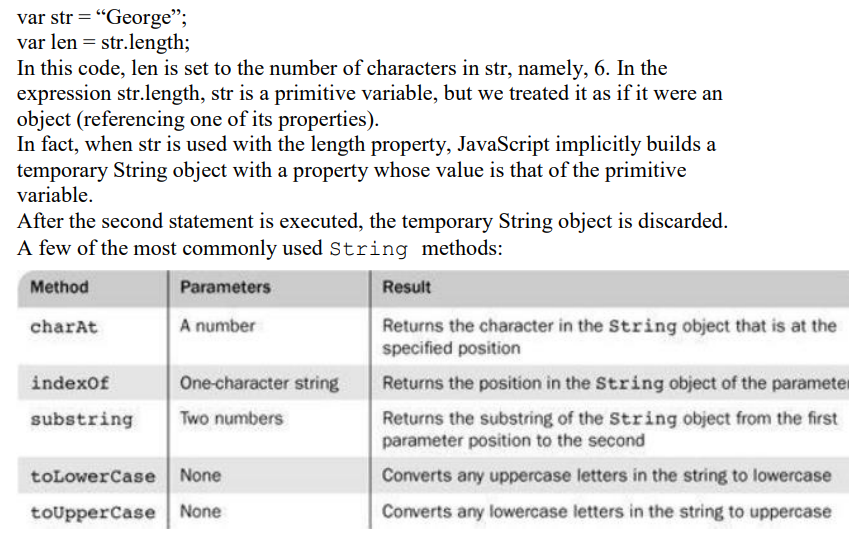 var str = “George”;
var len = str.length;
In this code, len is set to the number of characters in str, namely, 6. In the
expression str.length, str is a primitive variable, but we treated it as if it were an
object (referencing one of its properties).
In fact, when str is used with the length property, JavaScript implicitly builds a
temporary String object with a property whose value is that of the primitive
variable.
After the second statement is executed, the temporary String object is discarded.
A few of the most commonly used String methods:
Method Parameters Result
charAt A number Returns the character in the String object that is at the
specified position
indexOf One-character string Returns the position in the String object of the paramete
substring Two numbers Returns the substring of the String object from the first
parameter position to the second
toLowerCase None Converts any uppercase letters in the string to lowercase
toUpperCase None Converts any lowercase letters in the string to uppercase